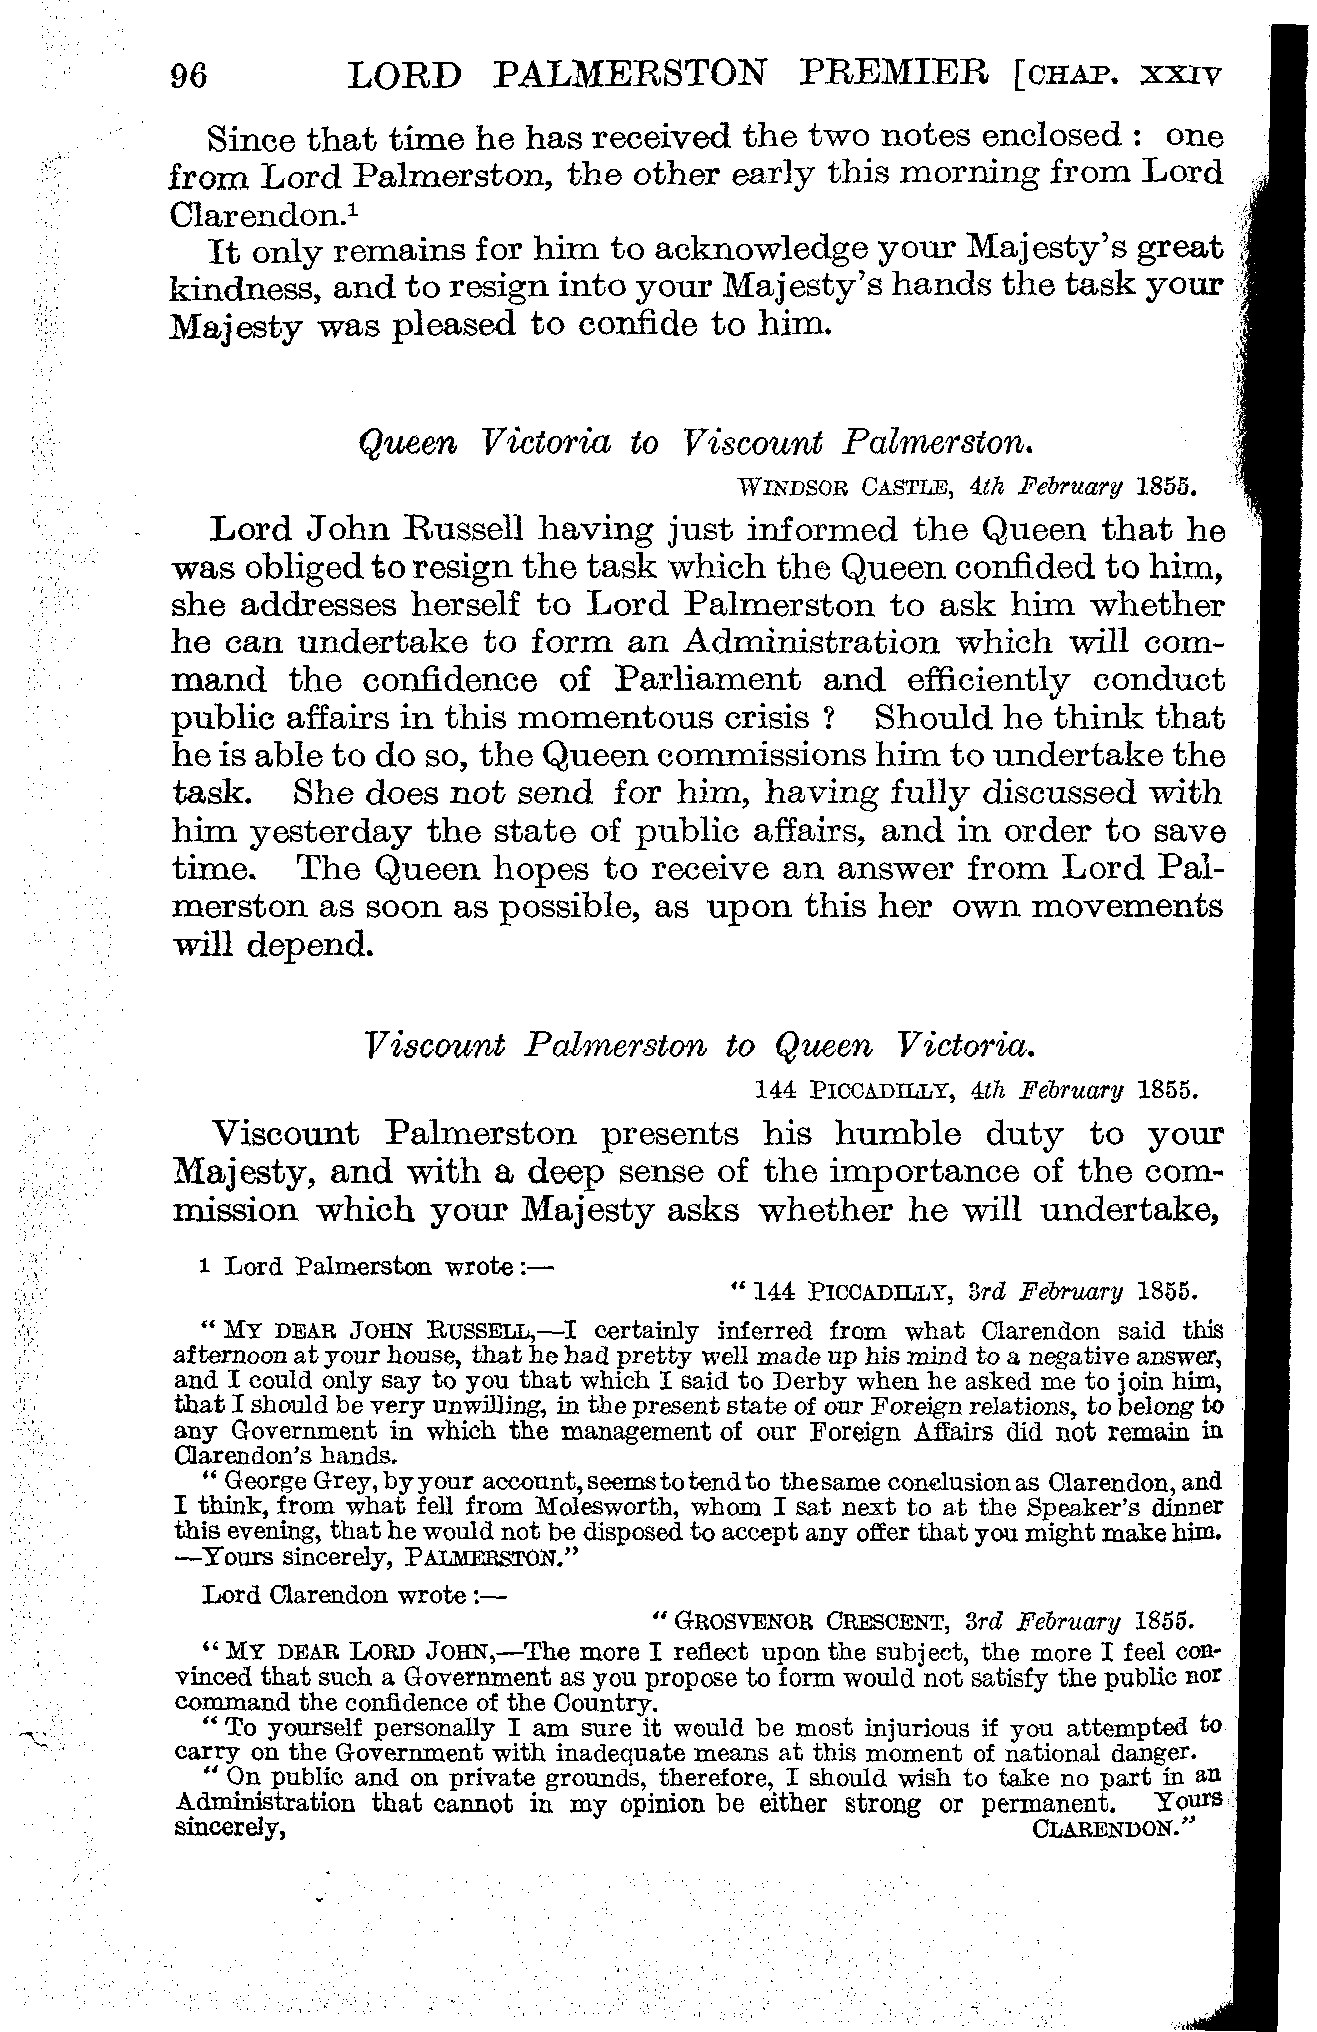 96 LORD PALMERSTON PREMIER [CHAP. XXIV
Since that time he has received the two notes enclosed : one
from Lord Palmerston, the other early this morning from Lord
Clarendon.¹
It only remains for him to acknowledge your Majesty's great
kindness, and to resign into your Majesty's hands the task your
Majesty was pleased to confide to him.
Queen Victoria to Viscount Palmerston.
WINDSOR CASTLE, 4th February 1855.
Lord John Russell having just informed the Queen that he
was obliged to resign the task which the Queen confided to him,
she addresses herself to Lord Palmerston to ask him whether
he can undertake to form an Administration which will com-
mand the confidence of Parliament and efficiently conduct
public affairs in this momentous crisis ? Should he think that
he is able to do so, the Queen commissions him to undertake the
task. She does not send for him, having fully discussed with
him yesterday the state of public affairs, and in order to save
time. The Queen hopes to receive an answer from Lord Pal-
merston as soon as possible, as upon this her own movements
will depend.
Viscount Palmerston to Queen Victoria.
144 PICCADILLY, 4th February 1855.
Viscount Palmerston presents his humble duty to your
Majesty, and with a deep sense of the importance of the com-
mission which your Majesty asks whether he will undertake,
1 Lord Palmerston wrote :—
" 144 PICCADILLY, 3rd February 1855.
" MY DEAR JOHN RUSSELL,—I certainly inferred from what Clarendon said this
afternoon at your house, that he had pretty well made up his mind to a negative answer,
and I could only say to you that which I said to Derby when he asked me to join him,
that I should be very unwilling, in the present state of our Foreign relations, to belong to
any Government in which the management of our Foreign Affairs did not remain in
Clarendon's hands.
" George Grey, by your account, seems to tend to the same conclusion as Clarendon, and
I think, from what fell from Molesworth, whom I sat next to at the Speaker's dinner
this evening, that he would not be disposed to accept any offer that you might make him.
—Yours sincerely, PALMERSTON."
Lord Clarendon wrote :—
" GROSVENOR CRESCENT, 3rd February 1855.
" MY DEAR LORD JOHN,—The more I reflect upon the subject, the more I feel con-
vinced that such a Government as you propose to form would not satisfy the public nor
command the confidence of the Country.
" To yourself personally I am sure it would be most injurious if you attempted to
carry on the Government with inadequate means at this moment of national danger.
" On public and on private grounds, therefore, I should wish to take no part in an
Administration that cannot in my opinion be either strong or permanent. Yours
sincerely, CLARENDON."